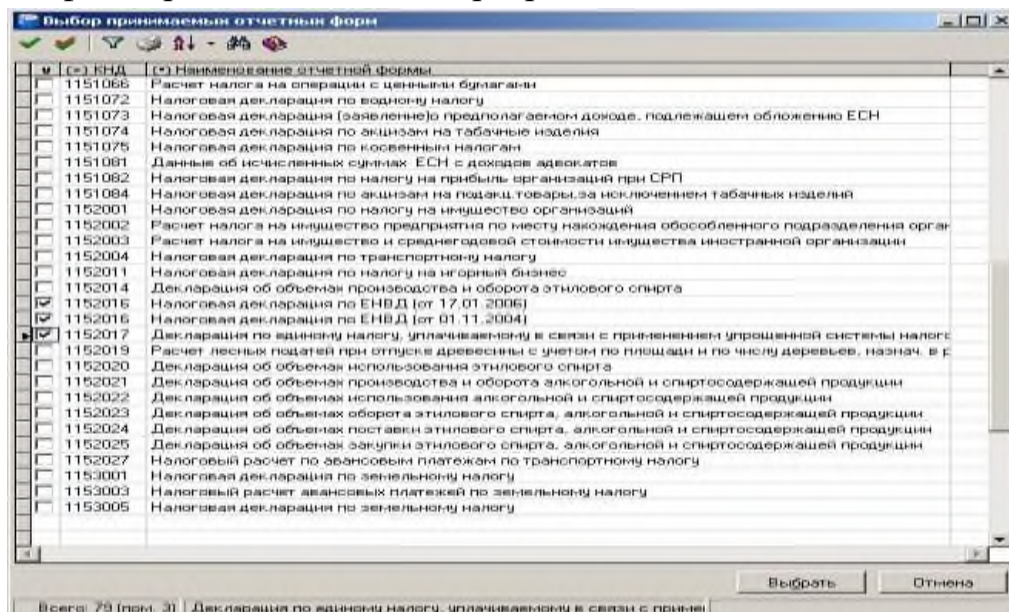 Выбор принимаемых отчетных форм
м (=) КНД (*) Наименование отчетной формы
1151066 Расчет налога на операции с ценными бумагами
1151072 Налоговая декларация по водному налогу
1151073 Налоговая декларация (заявление)о предполагаемом доходе, подлежащем обложению ЕСН
1151074 Налоговая декларация по акцизам на табачные изделия
1151075 Налоговая декларация по косвенным налогам
1151081 Данные об исчисленных суммах ЕСН с доходов адвокатов
1151082 Налоговая декларация по налогу на прибыль организаций при СРП
1151084 Налоговая декларация по акцизам на подакц.товары,за исключением табачных изделий
1152001 Налоговая декларация по налогу на имущество организаций
1152002 Расчет налога на имущество предприятия по месту нахождения обособленного подразделения орган
1152003 Расчет налога на имущество и среднегодовой стоимости имущества иностранной организации
1152004 Налоговая декларация по транспортному налогу
1152011 Налоговая декларация по налогу на игорный бизнес
1152014 Декларация об объемах производства и оборота этилового спирта
1152016 Налоговая декларация по ЕНВД (от 17.01.2006)
1152016 Налоговая декларация по ЕНВД (от 01.11.2004)
1152017 Декларация по единому налогу, уплачиваемому в связи с применением упрощенной системы налогс
1152019 Расчет лесных податей при отпуске древесины с учетом по площади и по числу деревьев, назнач. в р
1152020 Декларация об объемах использования этилового спирта
1152021 Декларация об объемах производства и оборота алкогольной и спиртосодержащей продукции
1152022 Декларация об объемах использования алкогольной и спиртосодержащей продукции
1152023 Декларация об объемах оборота этилового спирта, алкогольной и спиртосодержащей продукции
1152024 Декларация об объемах поставки этилового спирта, алкогольной и спиртосодержащей продукции
1152025 Декларация об объемах закупки этилового спирта, алкогольной и спиртосодержащей продукции
1152027 Налоговый расчет по авансовым платежам по транспортному налогу
1153001 Налоговая декларация по земельному налогу
1153003 Налоговый расчет авансовых платежей по земельному налогу
1153005 Налоговая декларация по земельному налогу
Выбрать Отмена
Всего: 79 (пом. 3) Декларация по единому налогу, уплачиваемому в связи с приме